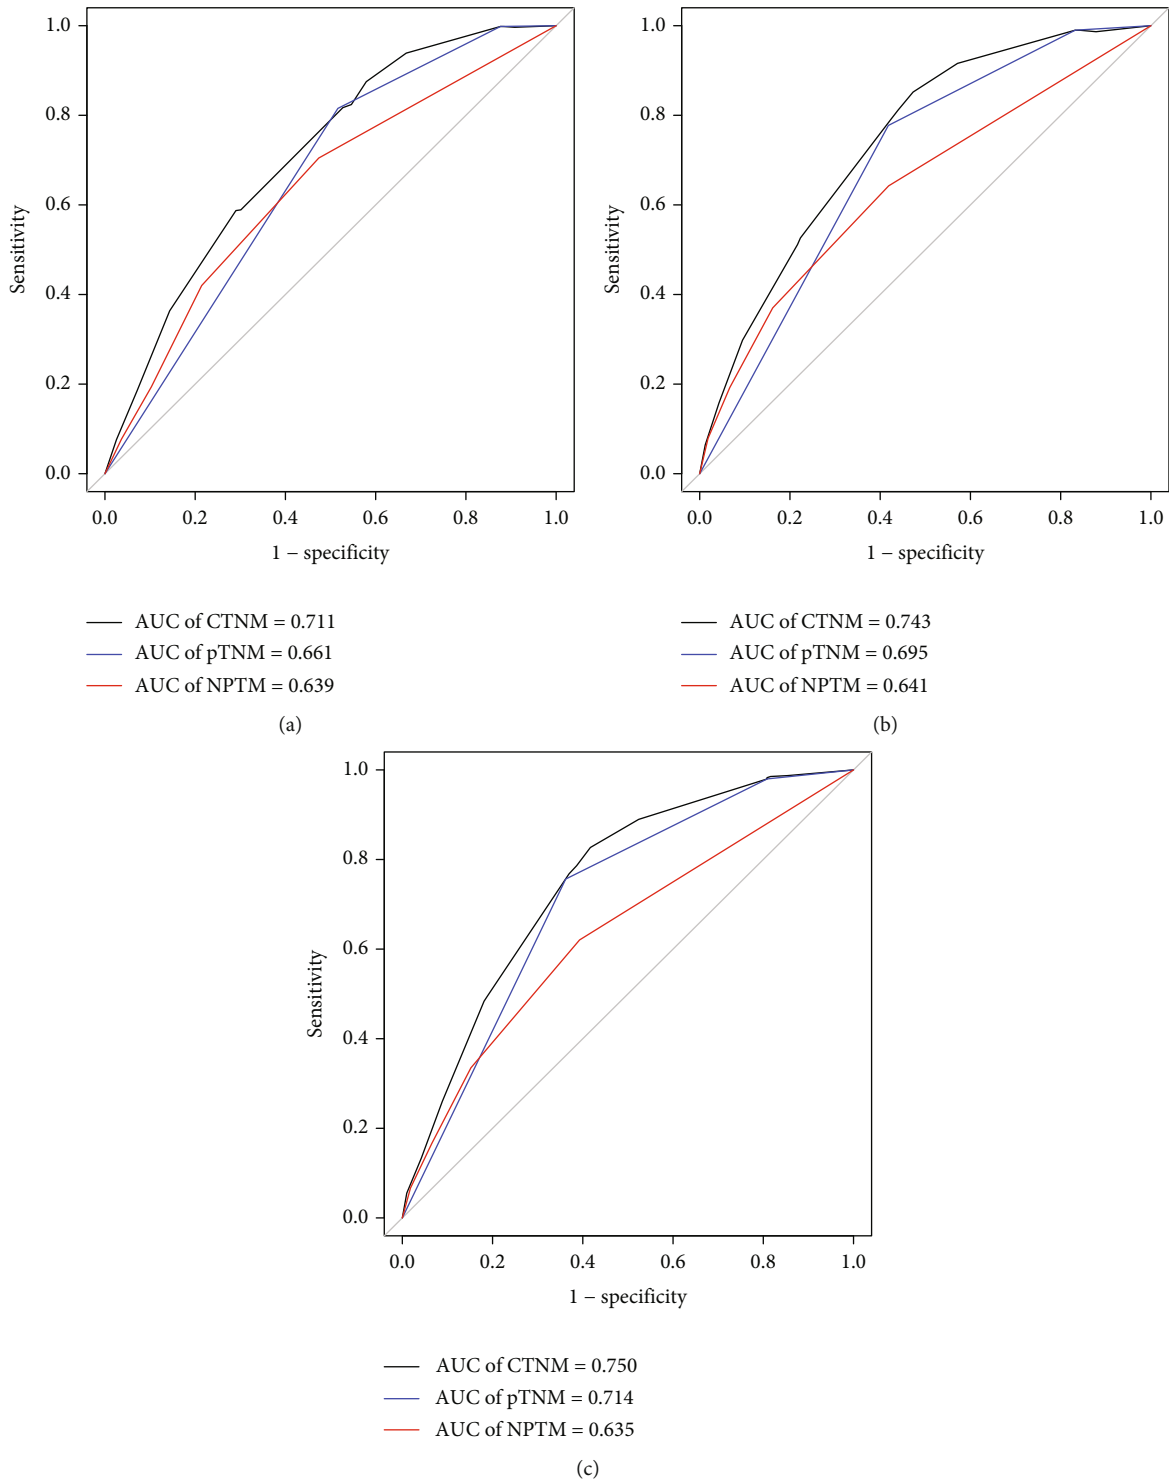 1.0
0.8
0.6
0.4
0.2
0.0
Sensitivity
0.0 0.2 0.4 0.6 0.8 1.0
1 − specificity
AUC of CTNM = 0.711
AUC of pTNM = 0.661
AUC of NPTM = 0.639
(a)
1.0
0.8
0.6
0.4
0.2
0.0
Sensitivity
0.0 0.2 0.4 0.6 0.8 1.0
1 − specificity
AUC of CTNM = 0.743
AUC of pTNM = 0.695
AUC of NPTM = 0.641
(b)
1.0
0.8
0.6
0.4
0.2
0.0
Sensitivity
0.0 0.2 0.4 0.6 0.8 1.0
1 − specificity
AUC of CTNM = 0.750
AUC of pTNM = 0.714
AUC of NPTM = 0.635
(c)